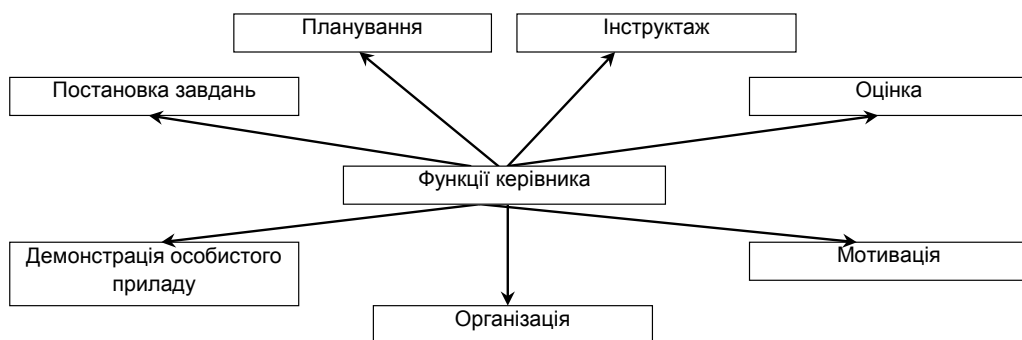 Планування
Інструктаж
Постановка завдань
Оцінка
Функції керівника
Демонстрація особистого
приладу
Мотивація
Організація